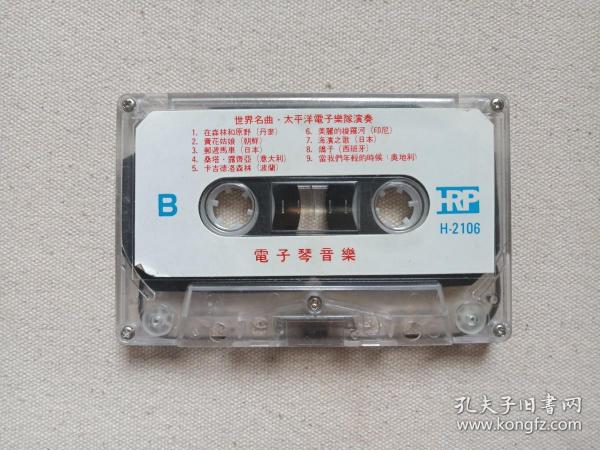 世界名曲·太平洋電子樂隊演奏
1. 在森林和原野（丹麥）
2. 賣花姑娘（朝鮮）
3. 郵遞馬車（日本）
4. 桑塔·露齊亞（意大利）
5. 卡吉德洛森林（波蘭）
6. 美麗的梭羅河（印尼）
7. 海濱之歌（日本）
8. 鴿子（西班牙）
9. 當我們年輕的時候（奥地利）
B
HRP
H-2106
電子琴音樂
孔夫子旧书网
www.kongfz.com